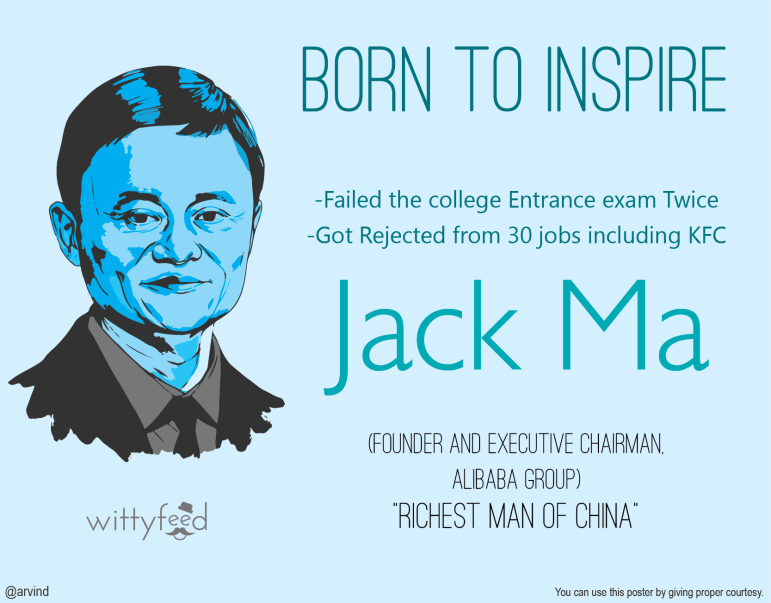 BORN TO INSPIRE
-Failed the college Entrance exam Twice
-Got Rejected from 30 jobs including KFC
Jack Ma
(FOUNDER AND EXECUTIVE CHAIRMAN,
ALIBABA GROUP)
"RICHEST MAN OF CHINA"
wittyfeed
@arvind
You can use this poster by giving proper courtesy.